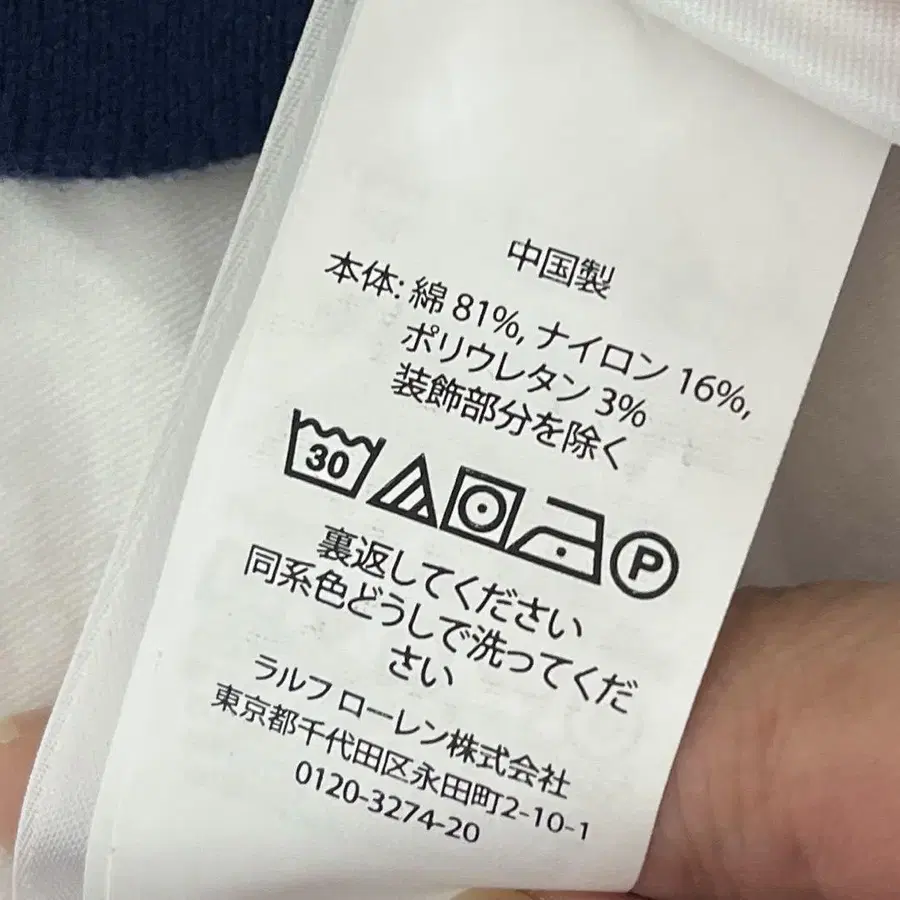 中国製
本体: 綿 81%, ナイロン 16%,
ポリウレタン 3%
装飾部分を除く
30 P
裏返してください
同系色どうしで洗ってくだ
さい
ラルフ ローレン株式会社
東京都千代田区永田町2-10-1
0120-3274-20